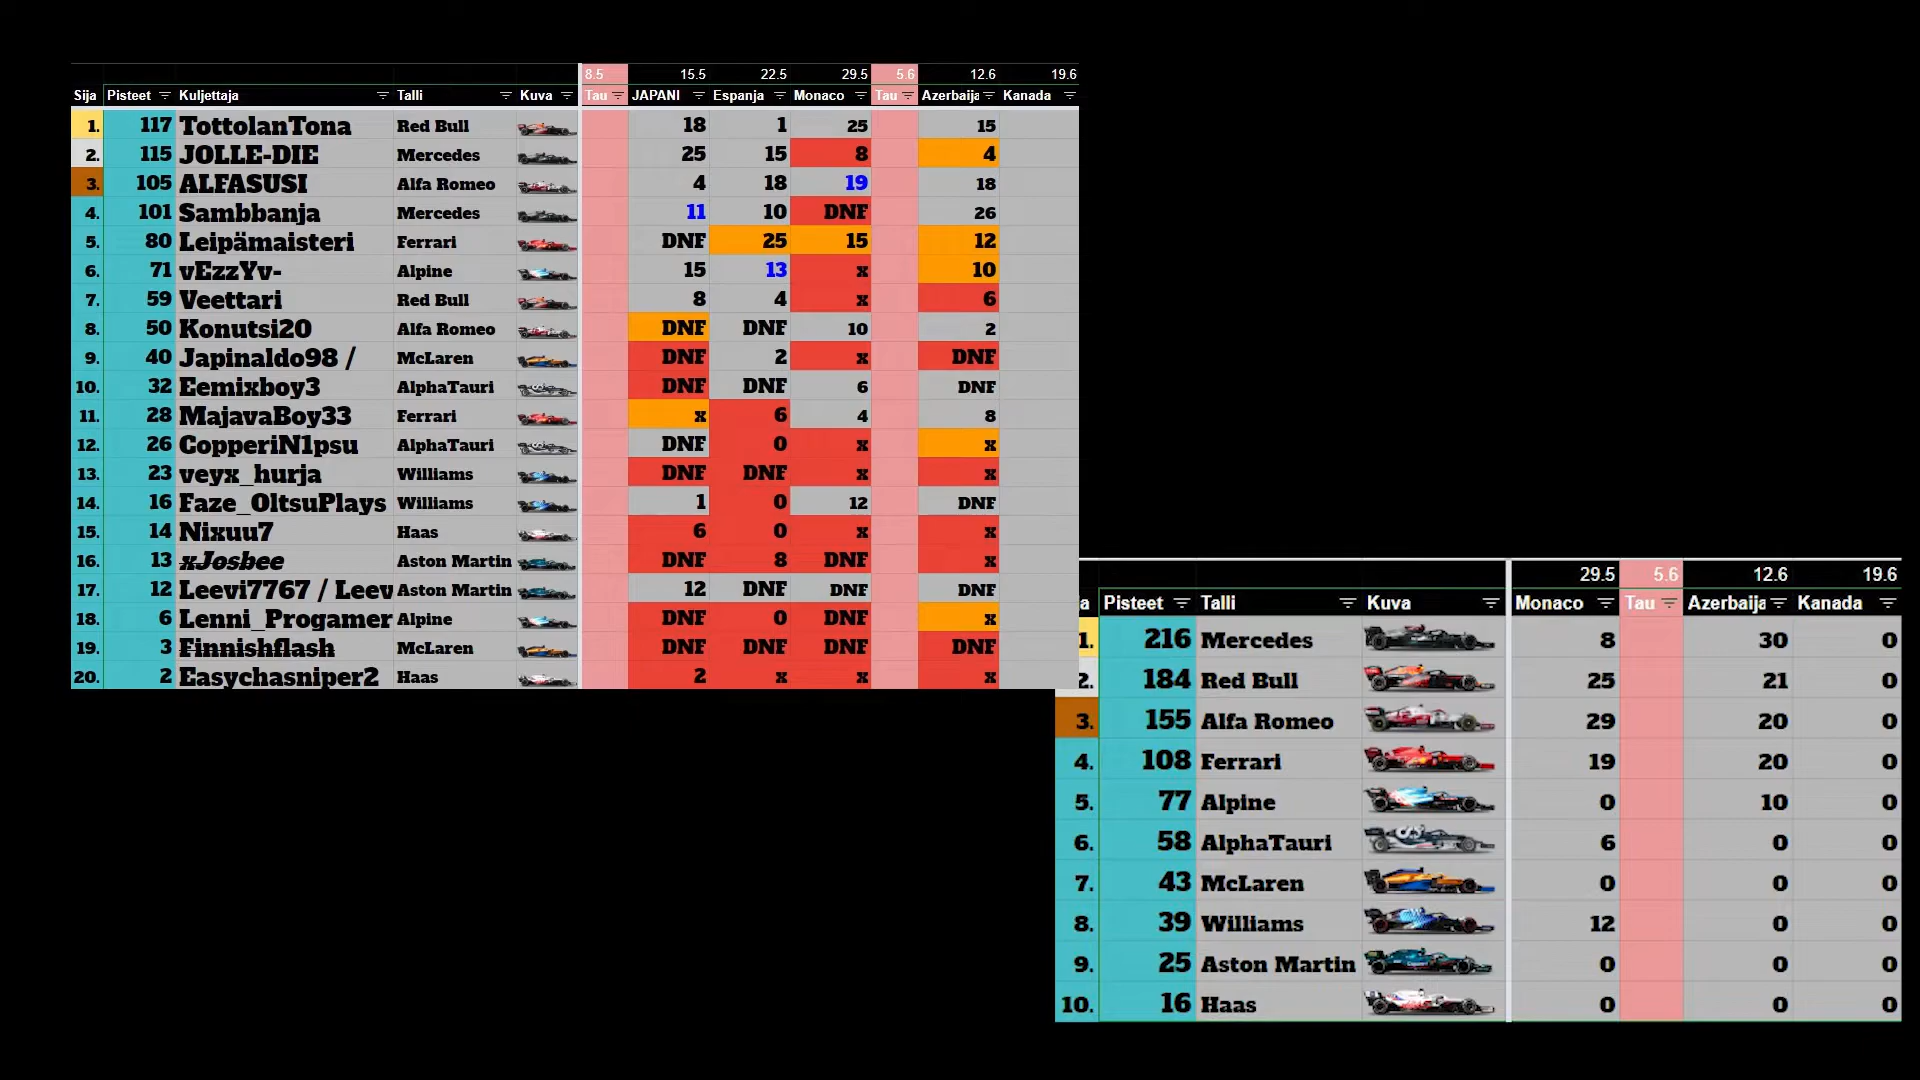 8.5 15.5 22.5 29.5 5.6 12.6 19.6
Sija Pisteet Kuljettaja Talli Kuva Tau JAPANI Espanja Monaco Tau Azerbaija Kanada
1. 117 TottolanTona Red Bull 18 1 25 15
2. 115 JOLLE-DIE Mercedes 25 15 8 4
3. 105 ALFASUSI Alfa Romeo 4 18 19 18
4. 101 Sambbanja Mercedes 11 10 DNF 26
5. 80 Leipämaisteri Ferrari DNF 25 15 12
6. 71 vEzzYv- Alpine 15 13 x 10
7. 59 Veettari Red Bull 8 4 x 6
8. 50 Konutsi20 Alfa Romeo DNF DNF 10 2
9. 40 Japinaldo98 / McLaren DNF 2 x DNF
10. 32 Eemixboy3 AlphaTauri DNF DNF 6 DNF
11. 28 MajavaBoy33 Ferrari x 6 4 8
12. 26 CopperiN1psu AlphaTauri DNF 0 x x
13. 23 veyx_hurja Williams DNF DNF x x
14. 16 Faze_OltsuPlays Williams 1 0 12 DNF
15. 14 Nixuu7 Haas 6 0 x x
16. 13 xJosbee Aston Martin DNF 8 DNF x
17. 12 Leevi7767 / Leev Aston Martin 12 DNF DNF DNF
18. 6 Lenni_Progamer Alpine DNF 0 DNF x
19. 3 Finnishflash McLaren DNF DNF DNF DNF
20. 2 Easychasniper2 Haas 2 x x x
29.5 5.6 12.6 19.6
a Pisteet Talli Kuva Monaco Tau Azerbaija Kanada
1. 216 Mercedes 8 30 0
2. 184 Red Bull 25 21 0
3. 155 Alfa Romeo 29 20 0
4. 108 Ferrari 19 20 0
5. 77 Alpine 0 10 0
6. 58 AlphaTauri 6 0 0
7. 43 McLaren 0 0 0
8. 39 Williams 12 0 0
9. 25 Aston Martin 0 0 0
10. 16 Haas 0 0 0